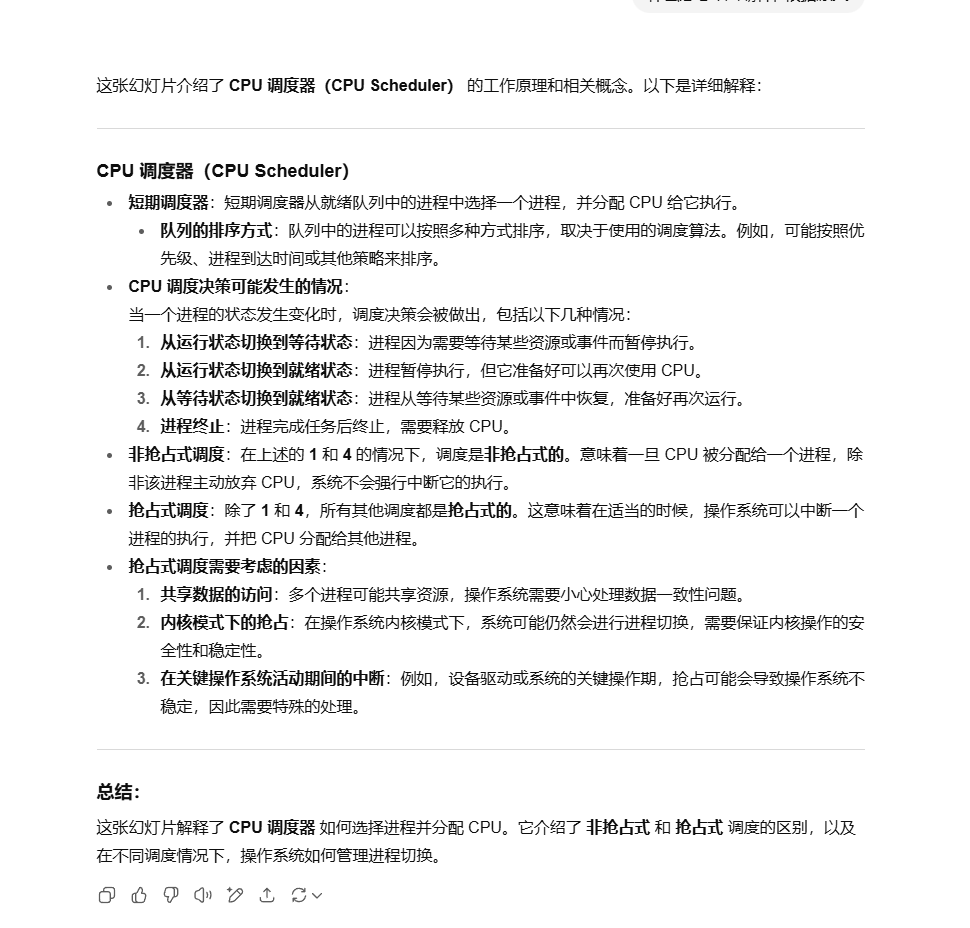 这张幻灯片介绍了 CPU 调度器（CPU Scheduler） 的工作原理和相关概念。以下是详细解释：
CPU 调度器（CPU Scheduler）
• 短期调度器：短期调度器从就绪队列中的进程中选择一个进程，并分配 CPU 给它执行。
• 队列的排序方式：队列中的进程可以按照多种方式排序，取决于使用的调度算法。例如，可能按照优
先级、进程到达时间或其他策略来排序。
• CPU 调度决策可能发生的情况：
当一个进程的状态发生变化时，调度决策会被做出，包括以下几种情况：
1. 从运行状态切换到等待状态：进程因为需要等待某些资源或事件而暂停执行。
2. 从运行状态切换到就绪状态：进程暂停执行，但它准备好可以再次使用 CPU。
3. 从等待状态切换到就绪状态：进程从等待某些资源或事件中恢复，准备好再次运行。
4. 进程终止：进程完成任务后终止，需要释放 CPU。
• 非抢占式调度：在上述的 1 和 4 的情况下，调度是非抢占式的。意味着一旦 CPU 被分配给一个进程，除
非该进程主动放弃 CPU，系统不会强行中断它的执行。
• 抢占式调度：除了 1 和 4，所有其他调度都是抢占式的。这意味着在适当的时候，操作系统可以中断一个
进程的执行，并把 CPU 分配给其他进程。
• 抢占式调度需要考虑的因素：
1. 共享数据的访问：多个进程可能共享资源，操作系统需要小心处理数据一致性问题。
2. 内核模式下的抢占：在操作系统内核模式下，系统可能仍然会进行进程切换，需要保证内核操作的安
全性和稳定性。
3. 在关键操作系统活动期间的中断：例如，设备驱动或系统的关键操作期，抢占可能会导致操作系统不
稳定，因此需要特殊的处理。
总结：
这张幻灯片解释了 CPU 调度器 如何选择进程并分配 CPU。它介绍了 非抢占式 和 抢占式 调度的区别，以及
在不同调度情况下，操作系统如何管理进程切换。